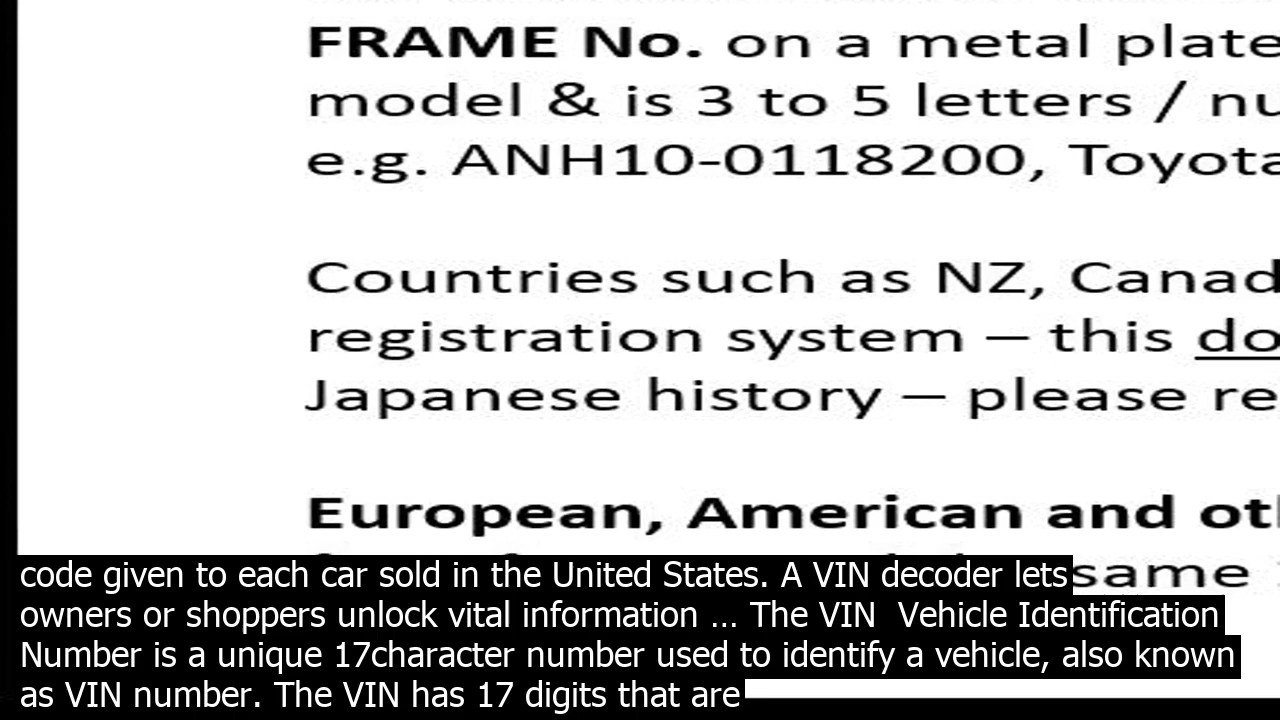 FRAME No. on a metal plate
model & is 3 to 5 letters / nu
e.g. ANH10-0118200, Toyota
Countries such as NZ, Canad
registration system – this do
Japanese history – please re
European, American and oth
same
code given to each car sold in the United States. A VIN decoder lets
owners or shoppers unlock vital information ... The VIN  Vehicle Identification
Number is a unique 17character number used to identify a vehicle, also known
as VIN number. The VIN has 17 digits that are